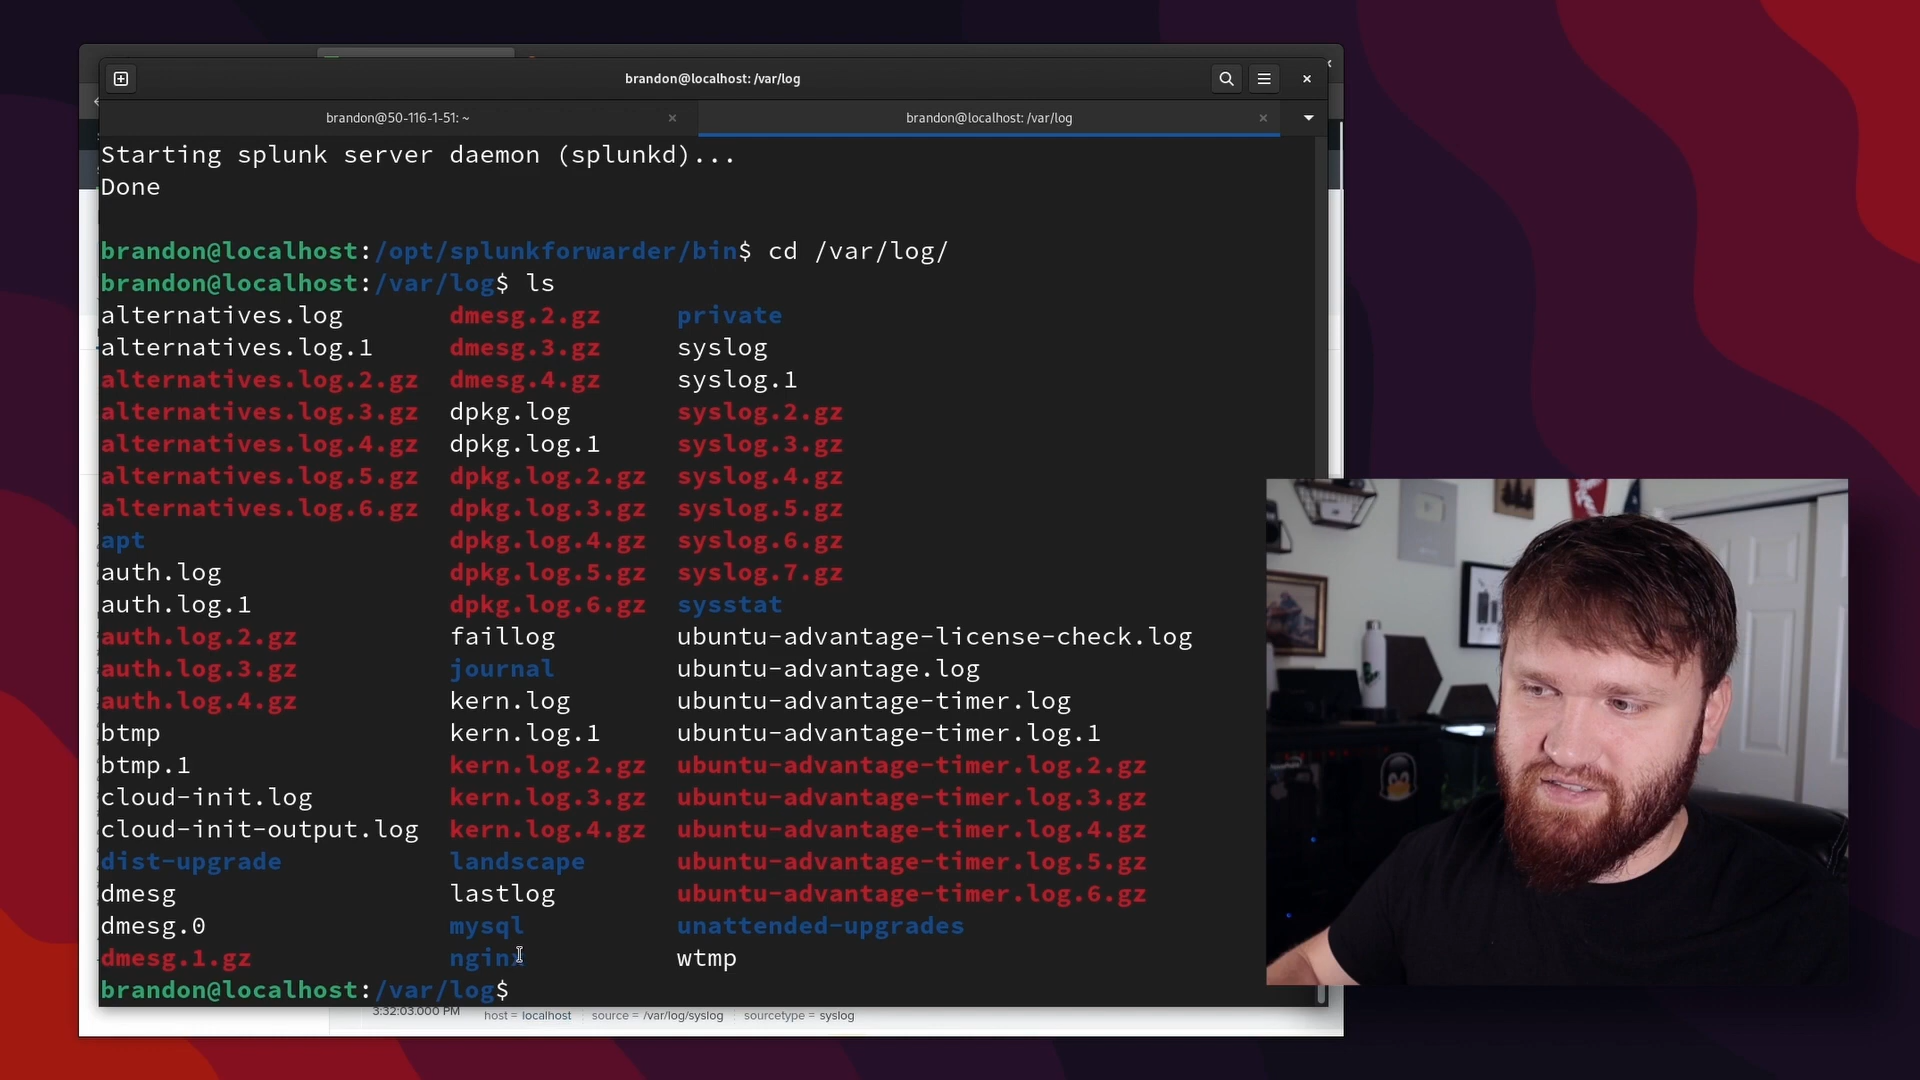 brandon@localhost: /var/log
brandon@50-116-1-51: ~
brandon@localhost: /var/log
Starting splunk server daemon (splunkd)...
Done
brandon@localhost:/opt/splunkforwarder/bin$ cd /var/log/
brandon@localhost:/var/log$ ls
alternatives.log dmesg.2.gz private
alternatives.log.1 dmesg.3.gz syslog
alternatives.log.2.gz dmesg.4.gz syslog.1
alternatives.log.3.gz dpkg.log syslog.2.gz
alternatives.log.4.gz dpkg.log.1 syslog.3.gz
alternatives.log.5.gz dpkg.log.2.gz syslog.4.gz
alternatives.log.6.gz dpkg.log.3.gz syslog.5.gz
apt dpkg.log.4.gz syslog.6.gz
auth.log dpkg.log.5.gz syslog.7.gz
auth.log.1 dpkg.log.6.gz sysstat
auth.log.2.gz faillog ubuntu-advantage-license-check.log
auth.log.3.gz journal ubuntu-advantage.log
auth.log.4.gz kern.log ubuntu-advantage-timer.log
btmp kern.log.1 ubuntu-advantage-timer.log.1
btmp.1 kern.log.2.gz ubuntu-advantage-timer.log.2.gz
cloud-init.log kern.log.3.gz ubuntu-advantage-timer.log.3.gz
cloud-init-output.log kern.log.4.gz ubuntu-advantage-timer.log.4.gz
dist-upgrade landscape ubuntu-advantage-timer.log.5.gz
dmesg lastlog ubuntu-advantage-timer.log.6.gz
dmesg.0 mysql unattended-upgrades
dmesg.1.gz nginx wtmp
brandon@localhost:/var/log$
3:32:03.000 PM host = localhost source = /var/log/syslog sourcetype = syslog